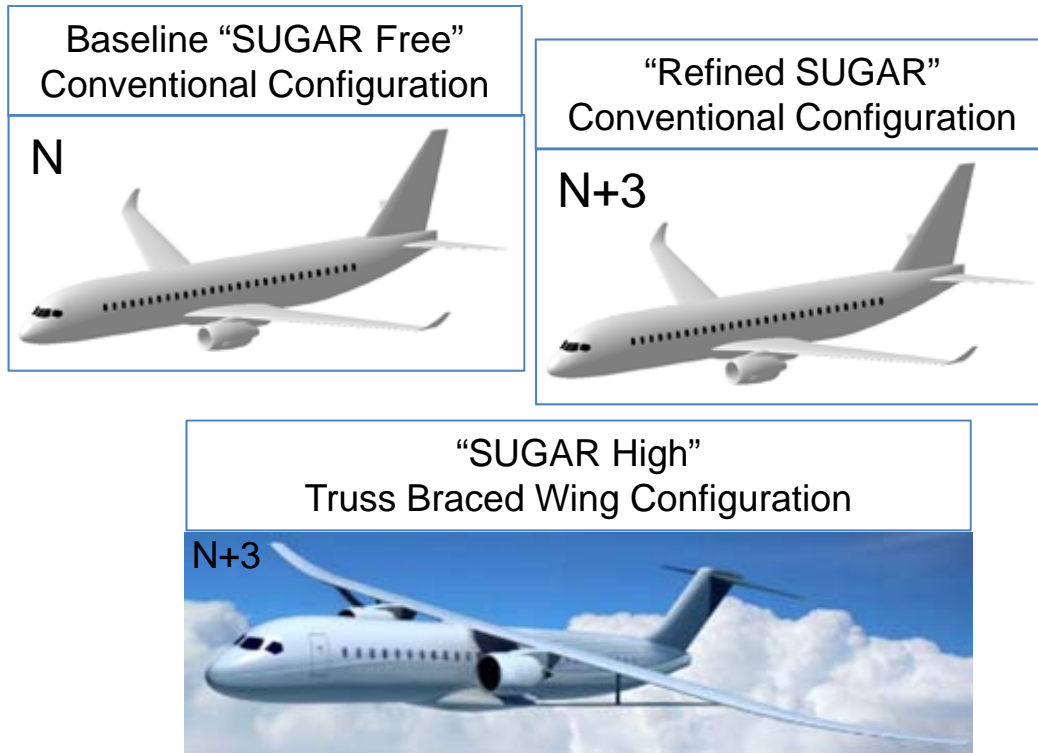 Baseline “SUGAR Free”
Conventional Configuration
N
“Refined SUGAR”
Conventional Configuration
N+3
“SUGAR High”
Truss Braced Wing Configuration
N+3